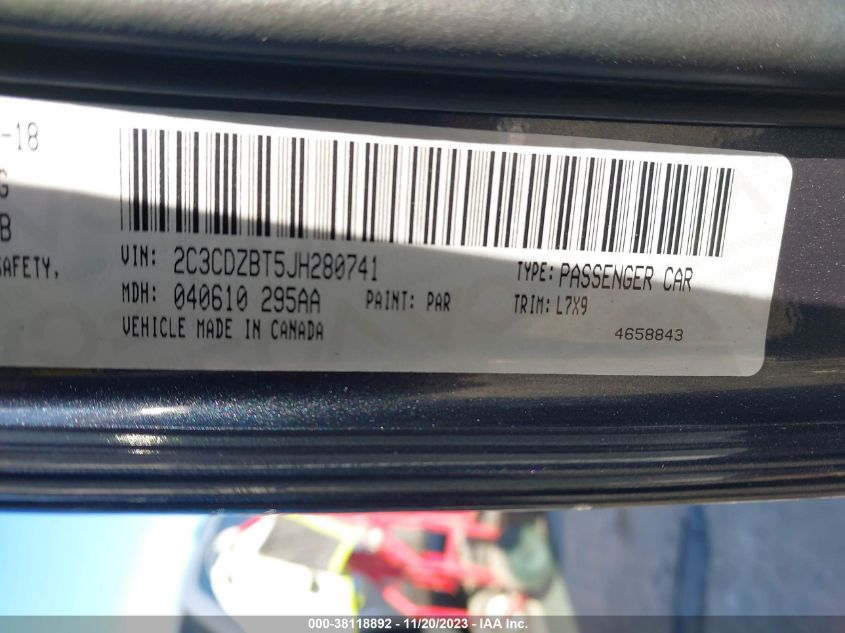 -18
G
B
SAFETY.
VIN: 2C3CDZBT5JH280741
TYPE: PASSENGER CAR
MDH: 040610 295AA PAINT: PAR TRIM: L7X9
VEHICLE MADE IN CANADA
4658843
000-38118892 - 11/20/2023 - IAA Inc.